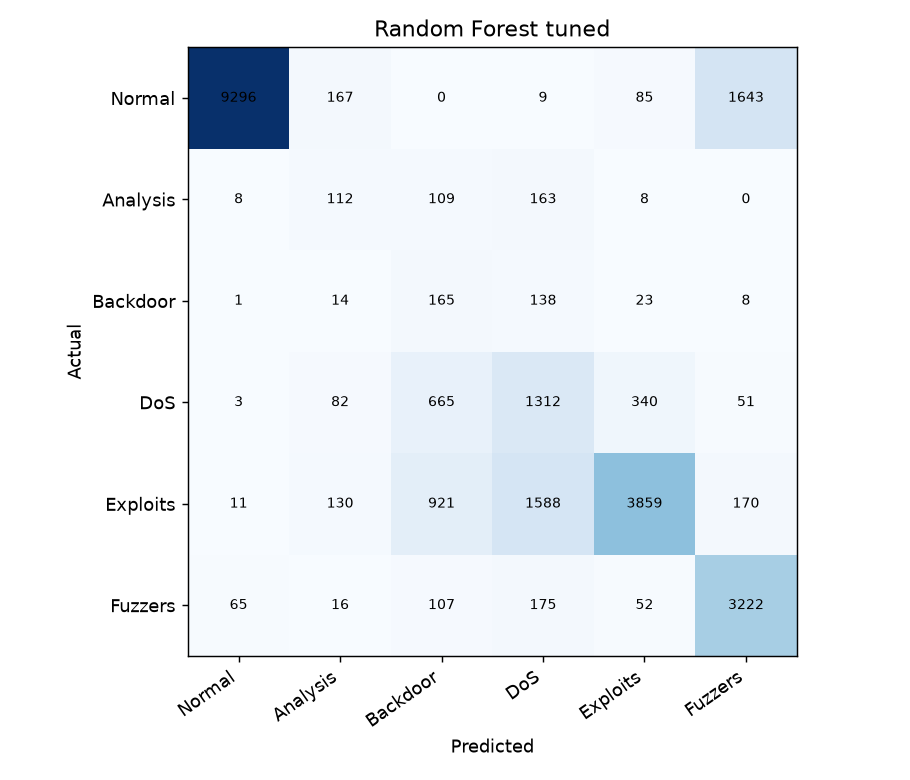 Random Forest tuned
Normal 9296 167 0 9 85 1643
Analysis 8 112 109 163 8 0
Backdoor 1 14 165 138 23 8
Actual
DoS 3 82 665 1312 340 51
Exploits 11 130 921 1588 3859 170
Fuzzers 65 16 107 175 52 3222
Normal Analysis Backdoor DoS Exploits Fuzzers
Predicted